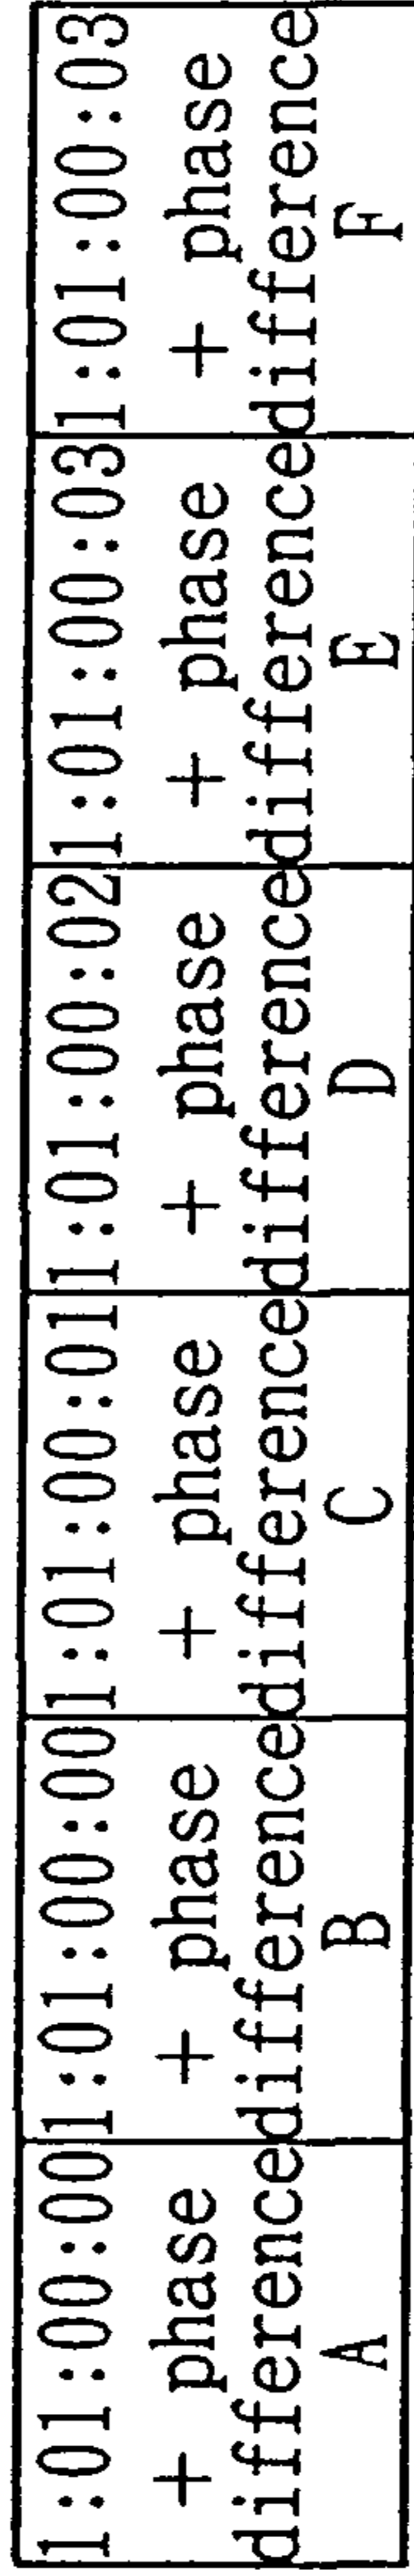 1:01:00:00
+ phase
difference
A
1:01:00:00
+ phase
difference
B
1:01:00:01
+ phase
difference
C
1:01:00:02
+ phase
difference
D
1:01:00:03
+ phase
difference
E
1:01:00:03
+ phase
difference
F